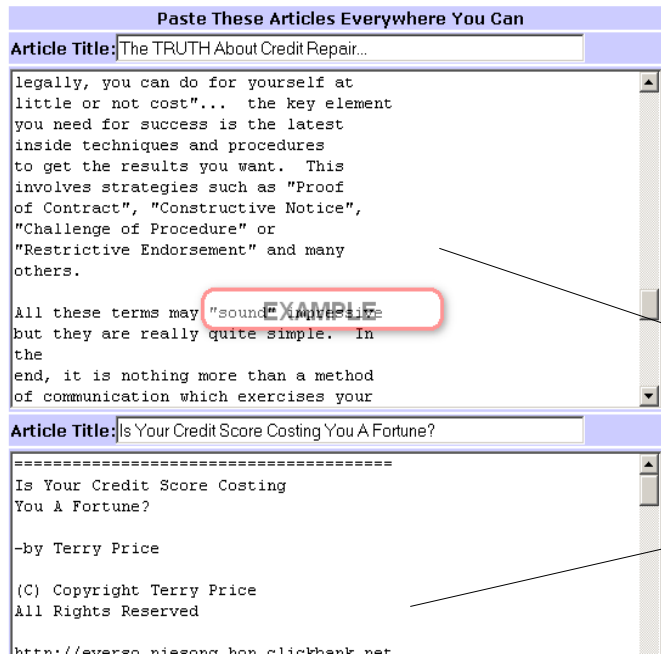 Paste These Articles Everywhere You Can
Article Title: The TRUTH About Credit Repair...
legally, you can do for yourself at
little or not cost"... the key element
you need for success is the latest
inside techniques and procedures
to get the results you want. This
involves strategies such as "Proof
of Contract", "Constructive Notice",
"Challenge of Procedure" or
"Restrictive Endorsement" and many
others.
All these terms may "sound" impressive
EXAMPLE
but they are really quite simple. In
the
end, it is nothing more than a method
of communication which exercises your
Article Title: Is Your Credit Score Costing You A Fortune?
=======================================
Is Your Credit Score Costing
You A Fortune?
-by Terry Price
(C) Copyright Terry Price
All Rights Reserved
http://everso.piesong.hop.clickbank.net